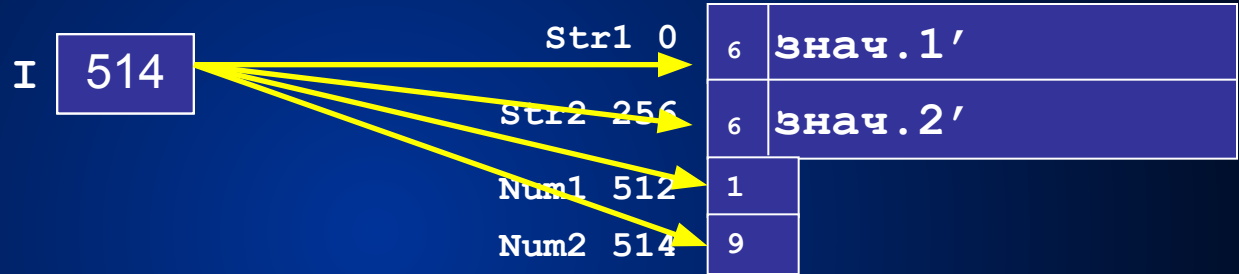 Str1 0 6 знач.1′
I 514
Str2 256 6 знач.2′
Num1 512 1
Num2 514 9